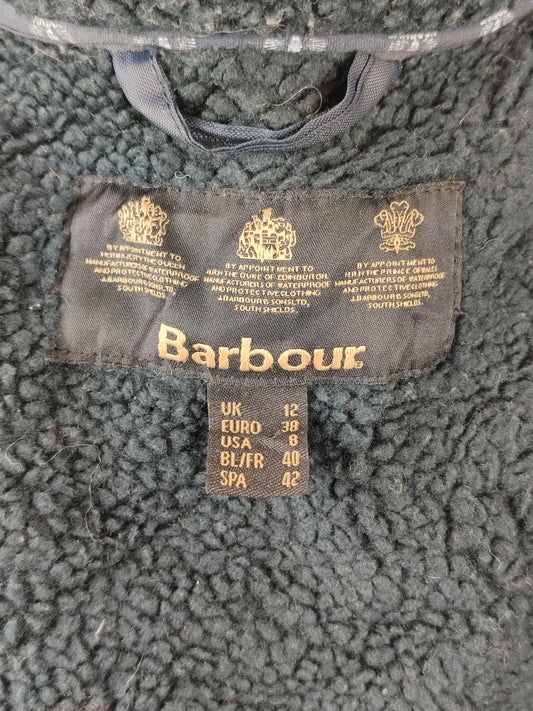 BY APPOINTMENT TO
HER MAJESTY THE QUEEN
MANUFACTURERS OF WATERPROOF
AND PROTECTIVE CLOTHING
J.BARBOUR & SONS LTD,
SOUTH SHIELDS.
BY APPOINTMENT TO
H.R.H THE DUKE OF EDINBURGH.
MANUFACTURERS OF WATERPROOF
AND PROTECTIVE CLOTHING
J.BARBOUR & SONS LTD,
SOUTH SHIELDS.
BY APPOINTMENT TO
H.R.H THE PRINCE OF WALES
MANUFACTURERS OF WATERPROOF
AND PROTECTIVE CLOTHING
J.BARBOUR & SONS LTD,
SOUTH SHIELDS.
Barbour
UK 12
EURO 38
USA 8
BL/FR 40
SPA 42